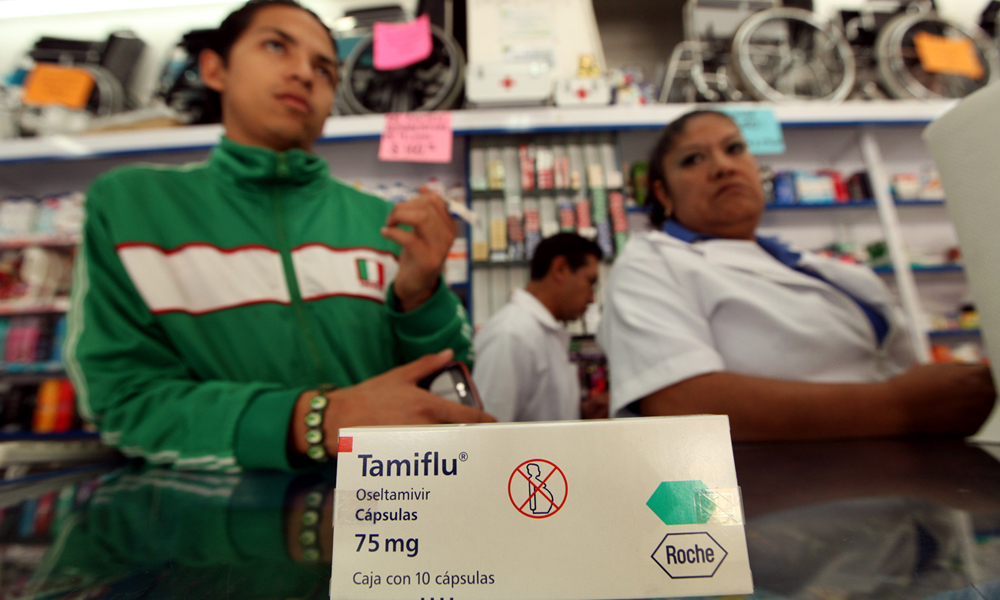 Tamiflu®
Oseltamivir
Cápsulas
75 mg
Caja con 10 cápsulas
Roche